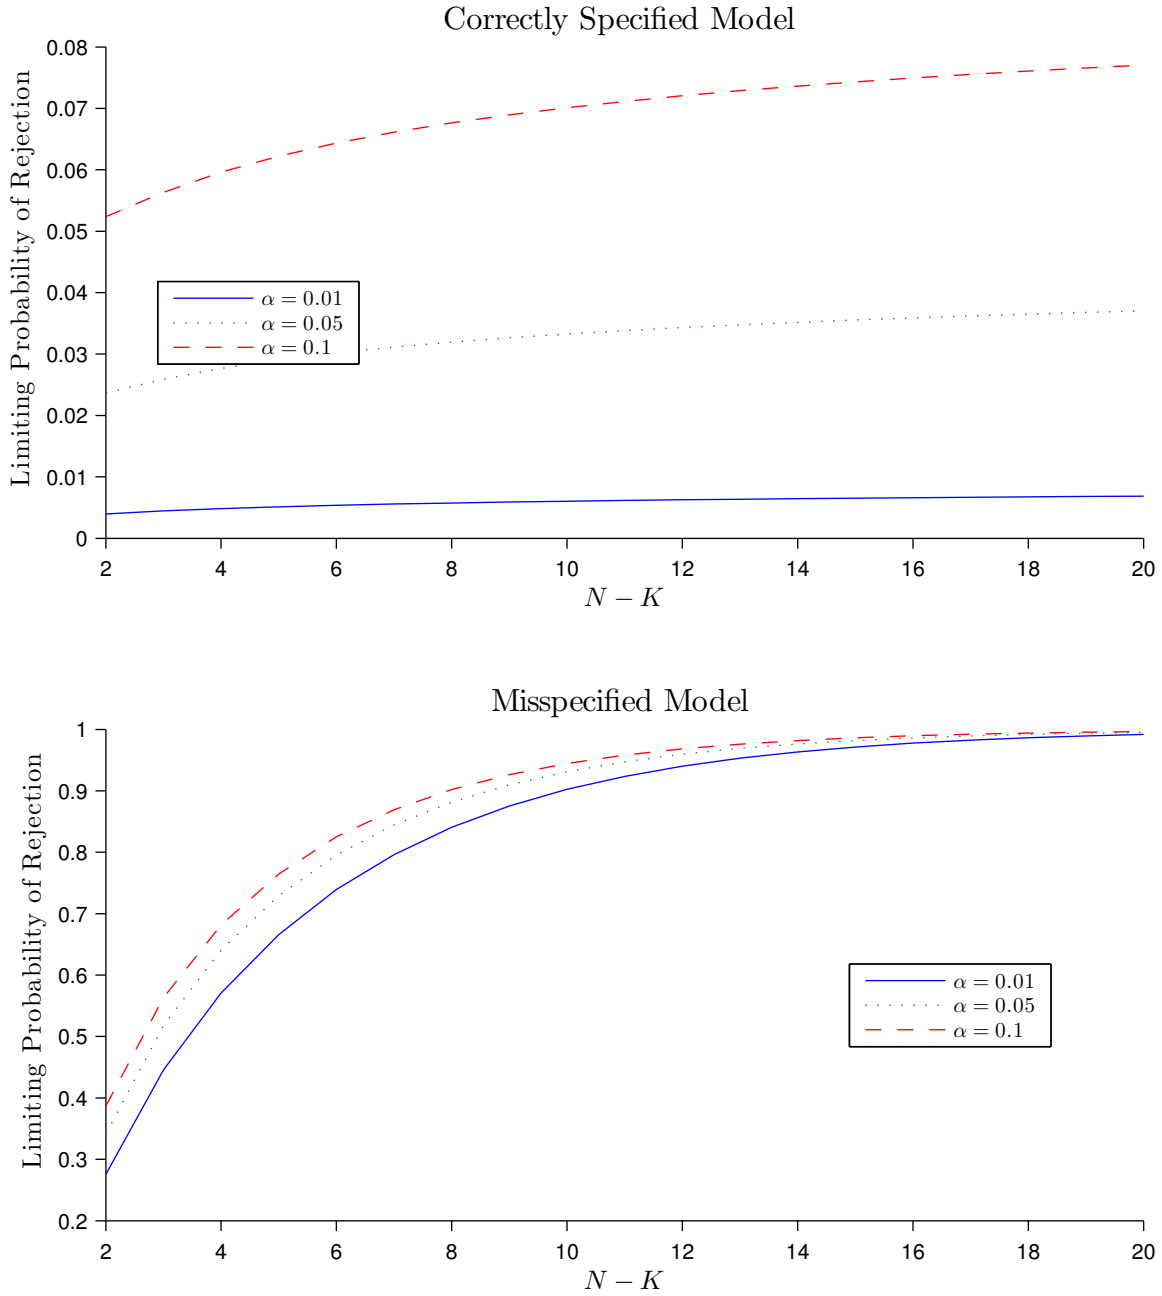 Correctly Specified Model
Limiting Probability of Rejection
0.08
0.07
0.06
0.05
0.04
0.03
0.02
0.01
0
α = 0.01
α = 0.05
α = 0.1
2 4 6 8 10 12 14 16 18 20
N − K
Misspecified Model
Limiting Probability of Rejection
1
0.9
0.8
0.7
0.6
0.5
0.4
0.3
0.2
α = 0.01
α = 0.05
α = 0.1
2 4 6 8 10 12 14 16 18 20
N − K